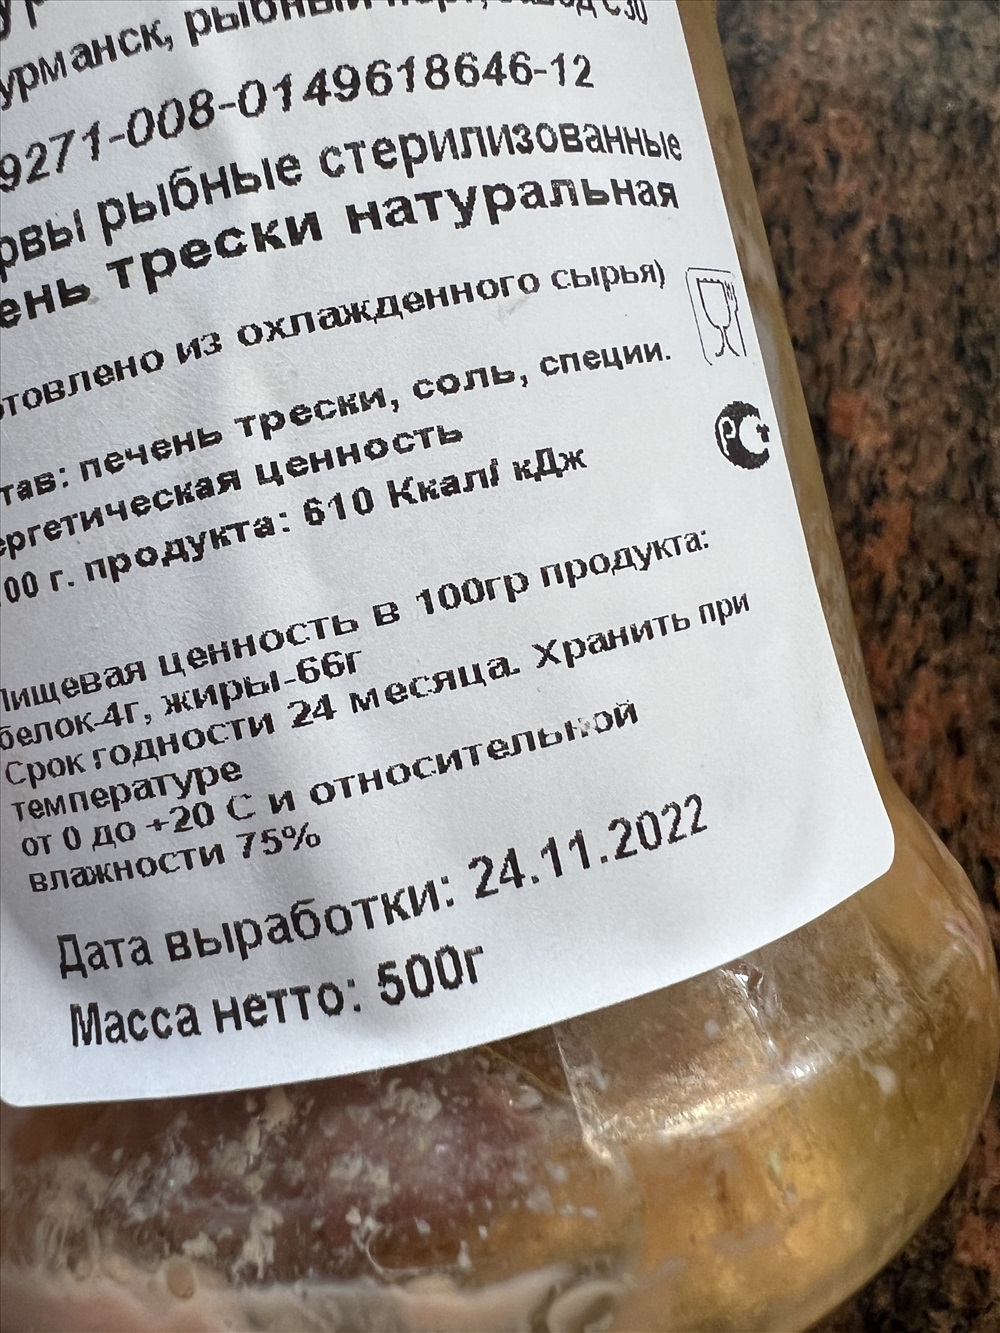 урманск, рыбный порт,
9271-008-0149618646-12
рвы рыбные стерилизованные
ень трески натуральная
товлено из охлажденного сырья)
тав: печень трески, соль, специи.
ергетическая ценность
00 г. продукта: 610 Ккал/ кДж
Пищевая ценность в 100гр продукта:
белок-4г, жиры-66г
Срок годности 24 месяца. Хранить при
температуре
от 0 до +20 С и относительной
влажности 75%
Дата выработки: 24.11.2022
Масса нетто: 500г